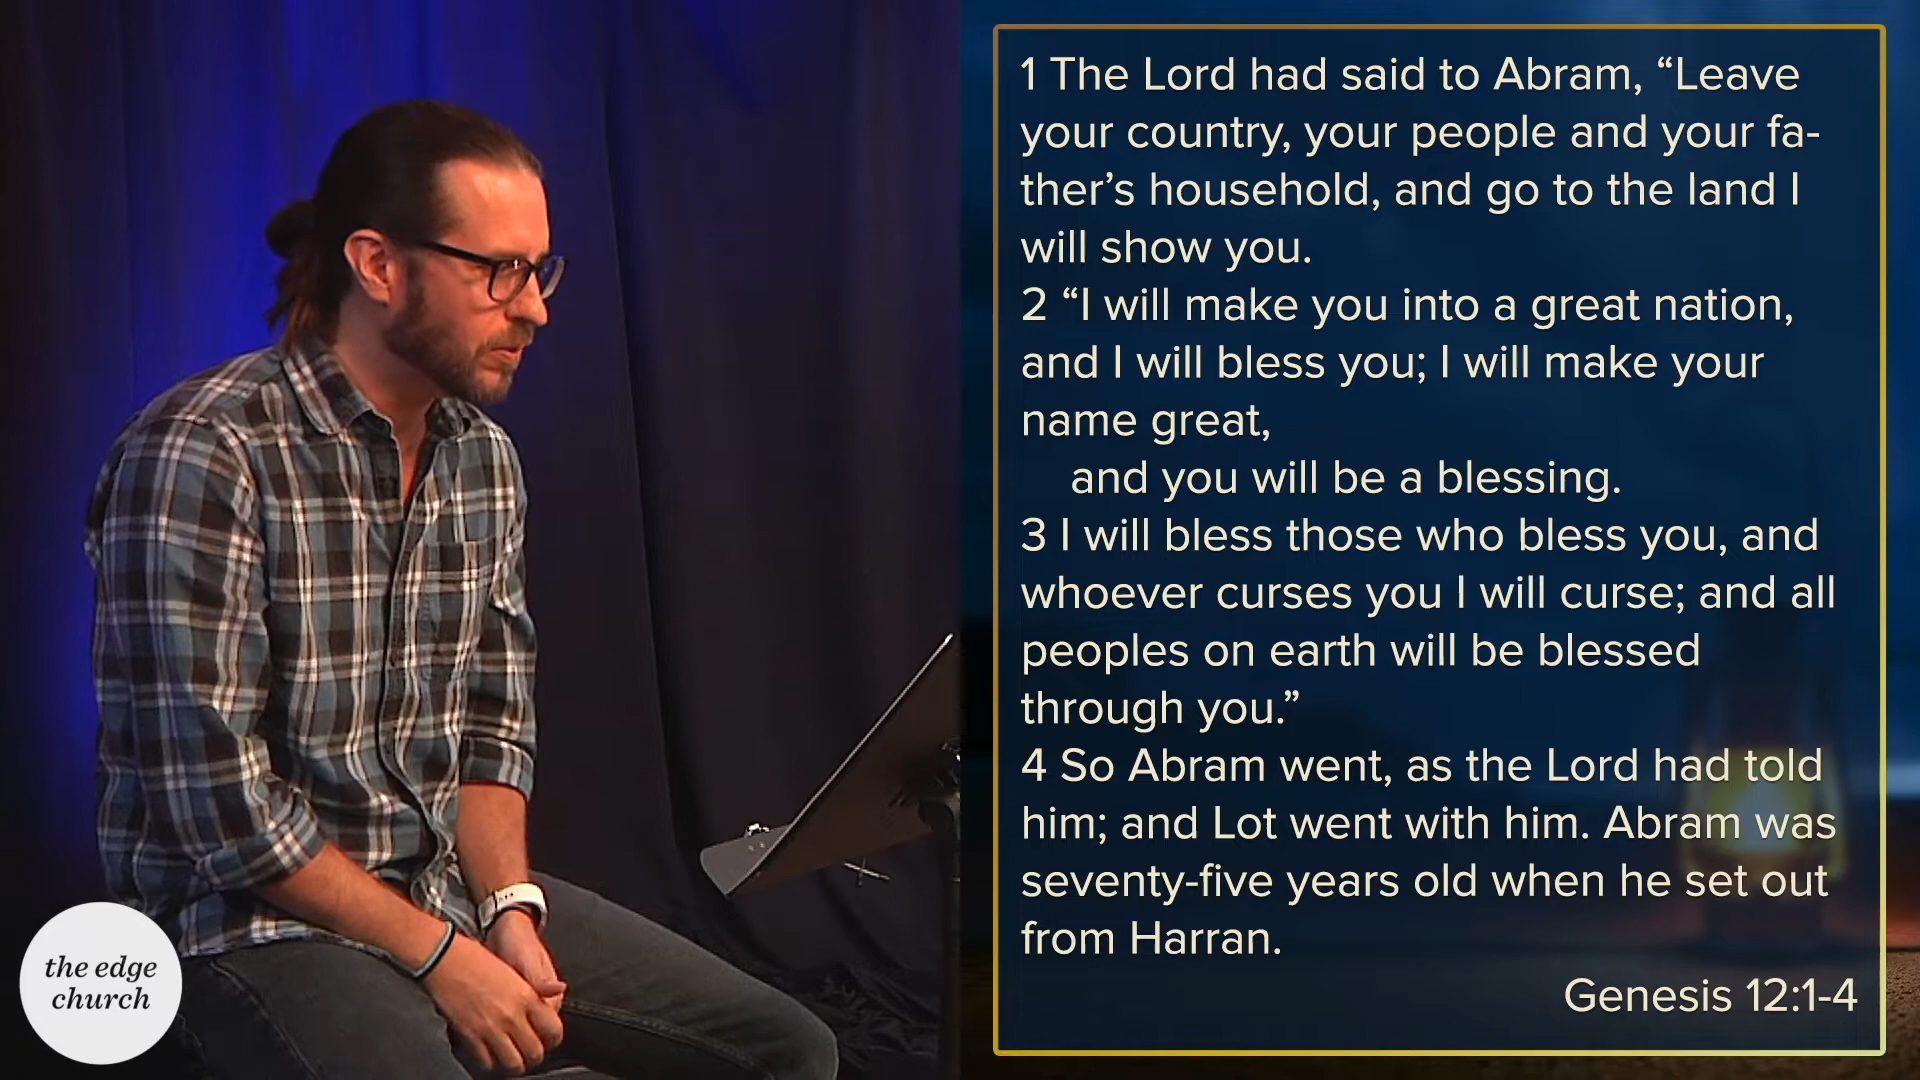 1 The Lord had said to Abram, “Leave
your country, your people and your fa-
ther’s household, and go to the land I
will show you.
2 “I will make you into a great nation,
and I will bless you; I will make your
name great,
and you will be a blessing.
3 I will bless those who bless you, and
whoever curses you I will curse; and all
peoples on earth will be blessed
through you.”
4 So Abram went, as the Lord had told
him; and Lot went with him. Abram was
seventy-five years old when he set out
from Harran.
Genesis 12:1-4
the edge
church